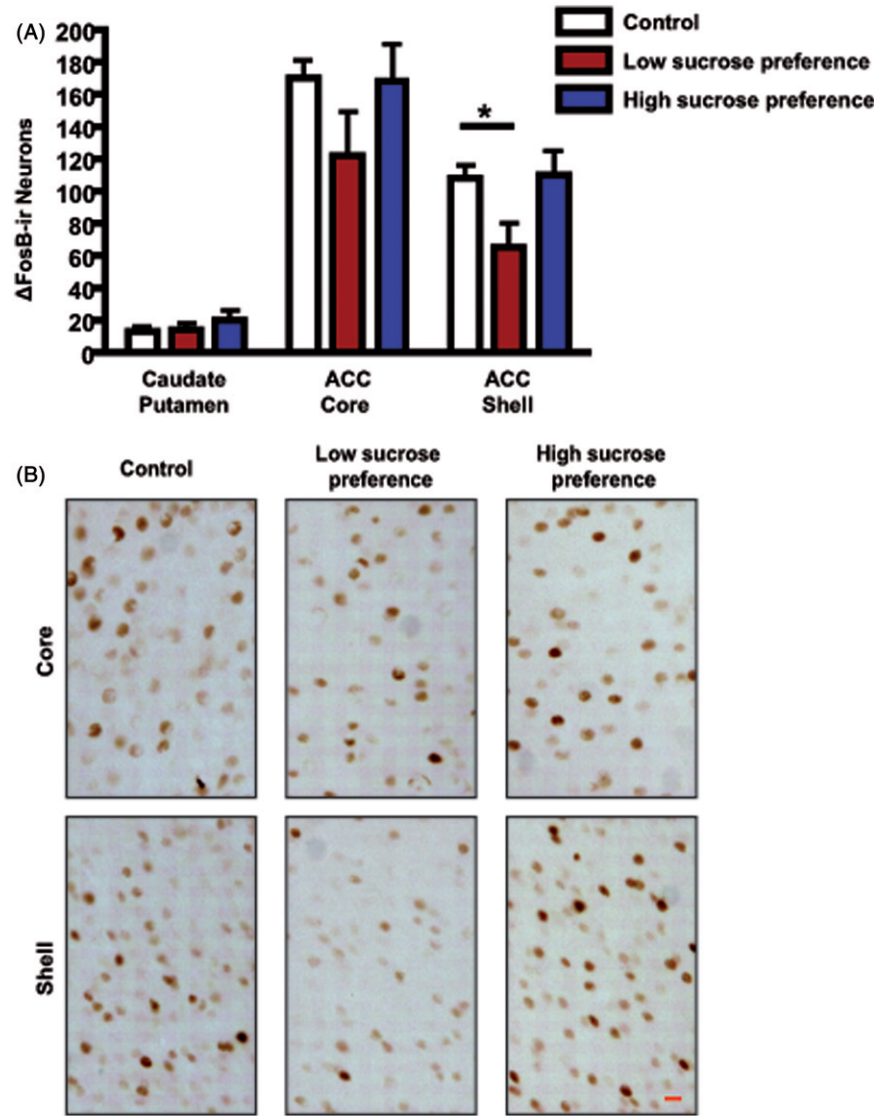 (A)
Control
Low sucrose preference
High sucrose preference
ΔFosB-ir Neurons
200
180
160
140
120
100
80
60
40
20
0
*
Caudate
Putamen
ACC
Core
ACC
Shell
(B)
Control
Low sucrose
preference
High sucrose
preference
Core
Shell